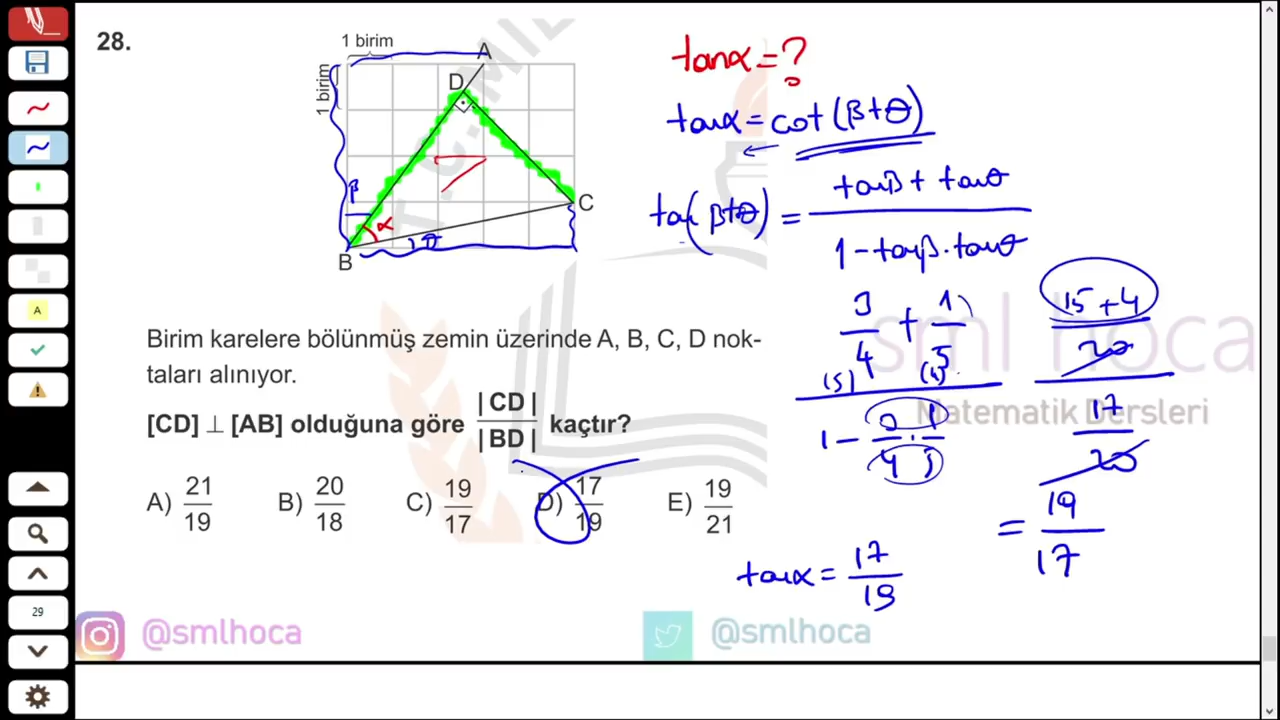 28.
1 birim
1 birim
A
D
C
B
β
α
θ
tanα = ?
tanα = cot (β+θ)
tan(β+θ) = tanβ + tanθ
1 - tanβ . tanθ
3/4 + 1/5
(5) (4)
15 + 4
20
17
20
= 19/17
Birim karelere bölünmüş zemin üzerinde A, B, C, D nok-
taları alınıyor.
[CD] ⊥ [AB] olduğuna göre |CD| / |BD| kaçtır?
A) 21/19 B) 20/18 C) 19/17 D) 17/19 E) 19/21
tanα = 17/19
sml hoca
Matematik Dersleri
@smlhoca @smlhoca
A
29